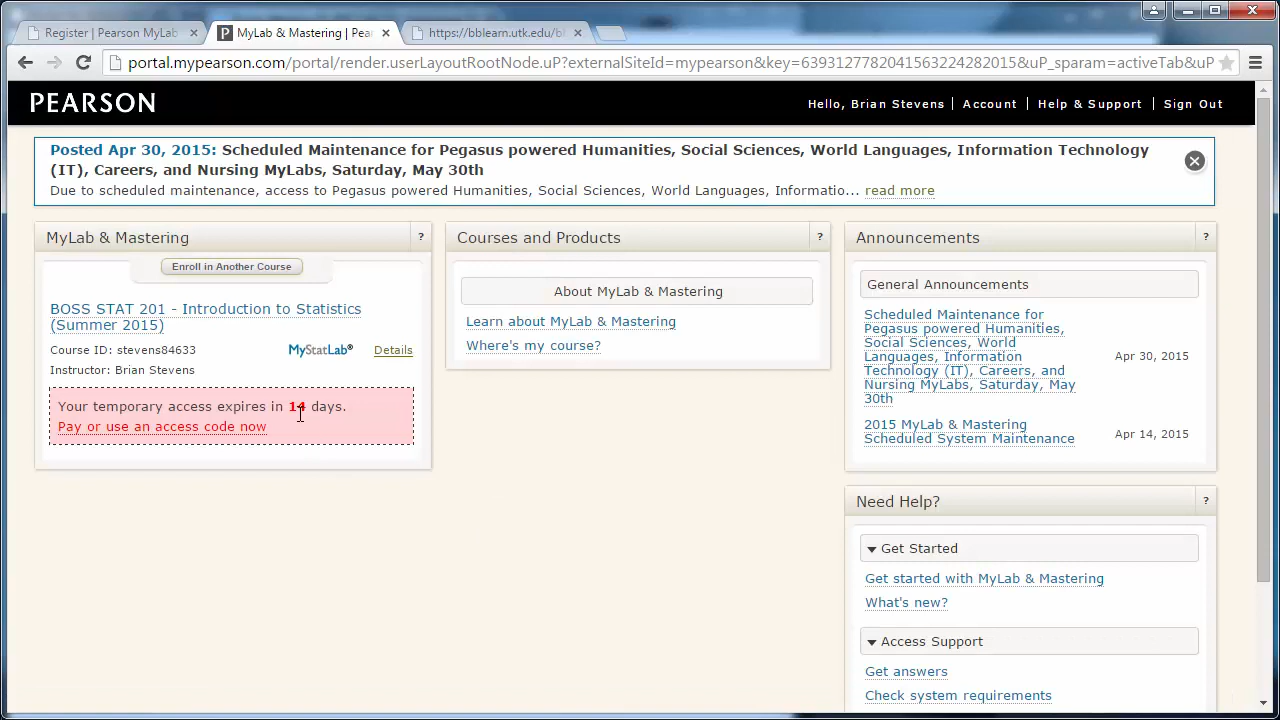 Register | Pearson MyLab
MyLab & Mastering | Pear
https://bblearn.utk.edu/bl
portal.mypearson.com/portal/render.userLayoutRootNode.uP?externalSiteId=mypearson&key=6393127782041563224282015&uP_sparam=activeTab&uP
PEARSON
Hello, Brian Stevens | Account | Help & Support | Sign Out
Posted Apr 30, 2015: Scheduled Maintenance for Pegasus powered Humanities, Social Sciences, World Languages, Information Technology
(IT), Careers, and Nursing MyLabs, Saturday, May 30th
Due to scheduled maintenance, access to Pegasus powered Humanities, Social Sciences, World Languages, Informatio... read more
MyLab & Mastering ?
Enroll in Another Course
BOSS STAT 201 - Introduction to Statistics
(Summer 2015)
Course ID: stevens84633
MyStatLab® Details
Instructor: Brian Stevens
Your temporary access expires in 14 days.
Pay or use an access code now
Courses and Products ?
About MyLab & Mastering
Learn about MyLab & Mastering
Where's my course?
Announcements ?
General Announcements
Scheduled Maintenance for
Pegasus powered Humanities,
Social Sciences, World
Languages, Information
Technology (IT), Careers, and
Nursing MyLabs, Saturday, May
30th
Apr 30, 2015
2015 MyLab & Mastering
Scheduled System Maintenance
Apr 14, 2015
Need Help? ?
Get Started
Get started with MyLab & Mastering
What's new?
Access Support
Get answers
Check system requirements